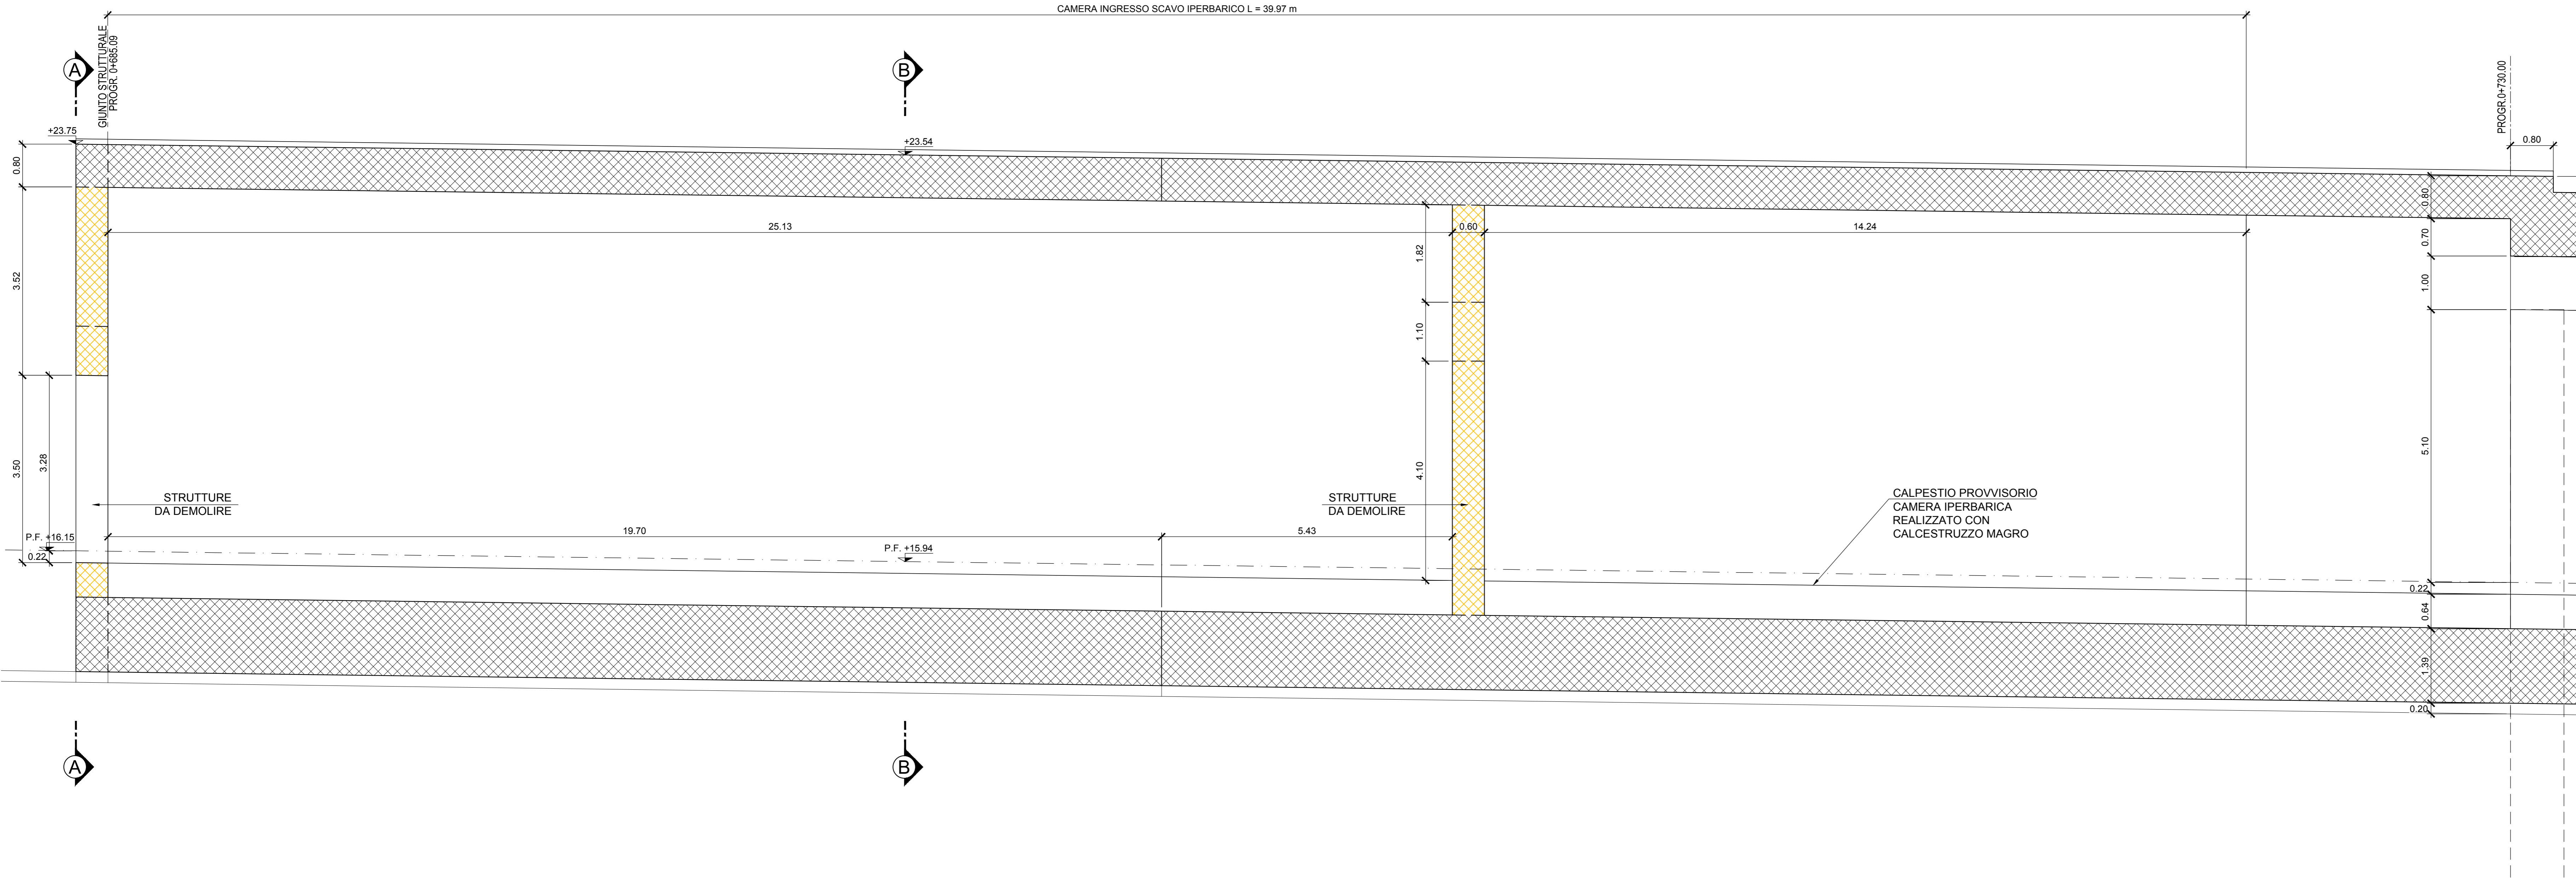 CAMERA INGRESSO SCAVO IPERBARICO L = 39.97 m
GIUNTO STRUTTURALE
PROGR. 0+685.09
A
B
PROGR.0+730.00
+23.75
+23.54
0.80
0.80
0.80
25.13
0.60
14.24
3.52
1.82
0.70
1.00
1.10
3.50
3.28
4.10
5.10
STRUTTURE
DA DEMOLIRE
STRUTTURE
DA DEMOLIRE
CALPESTIO PROVVISORIO
CAMERA IPERBARICA
REALIZZATO CON
CALCESTRUZZO MAGRO
P.F. +16.15
19.70
5.43
P.F. +15.94
0.22
0.22
0.64
1.39
0.20
A
B